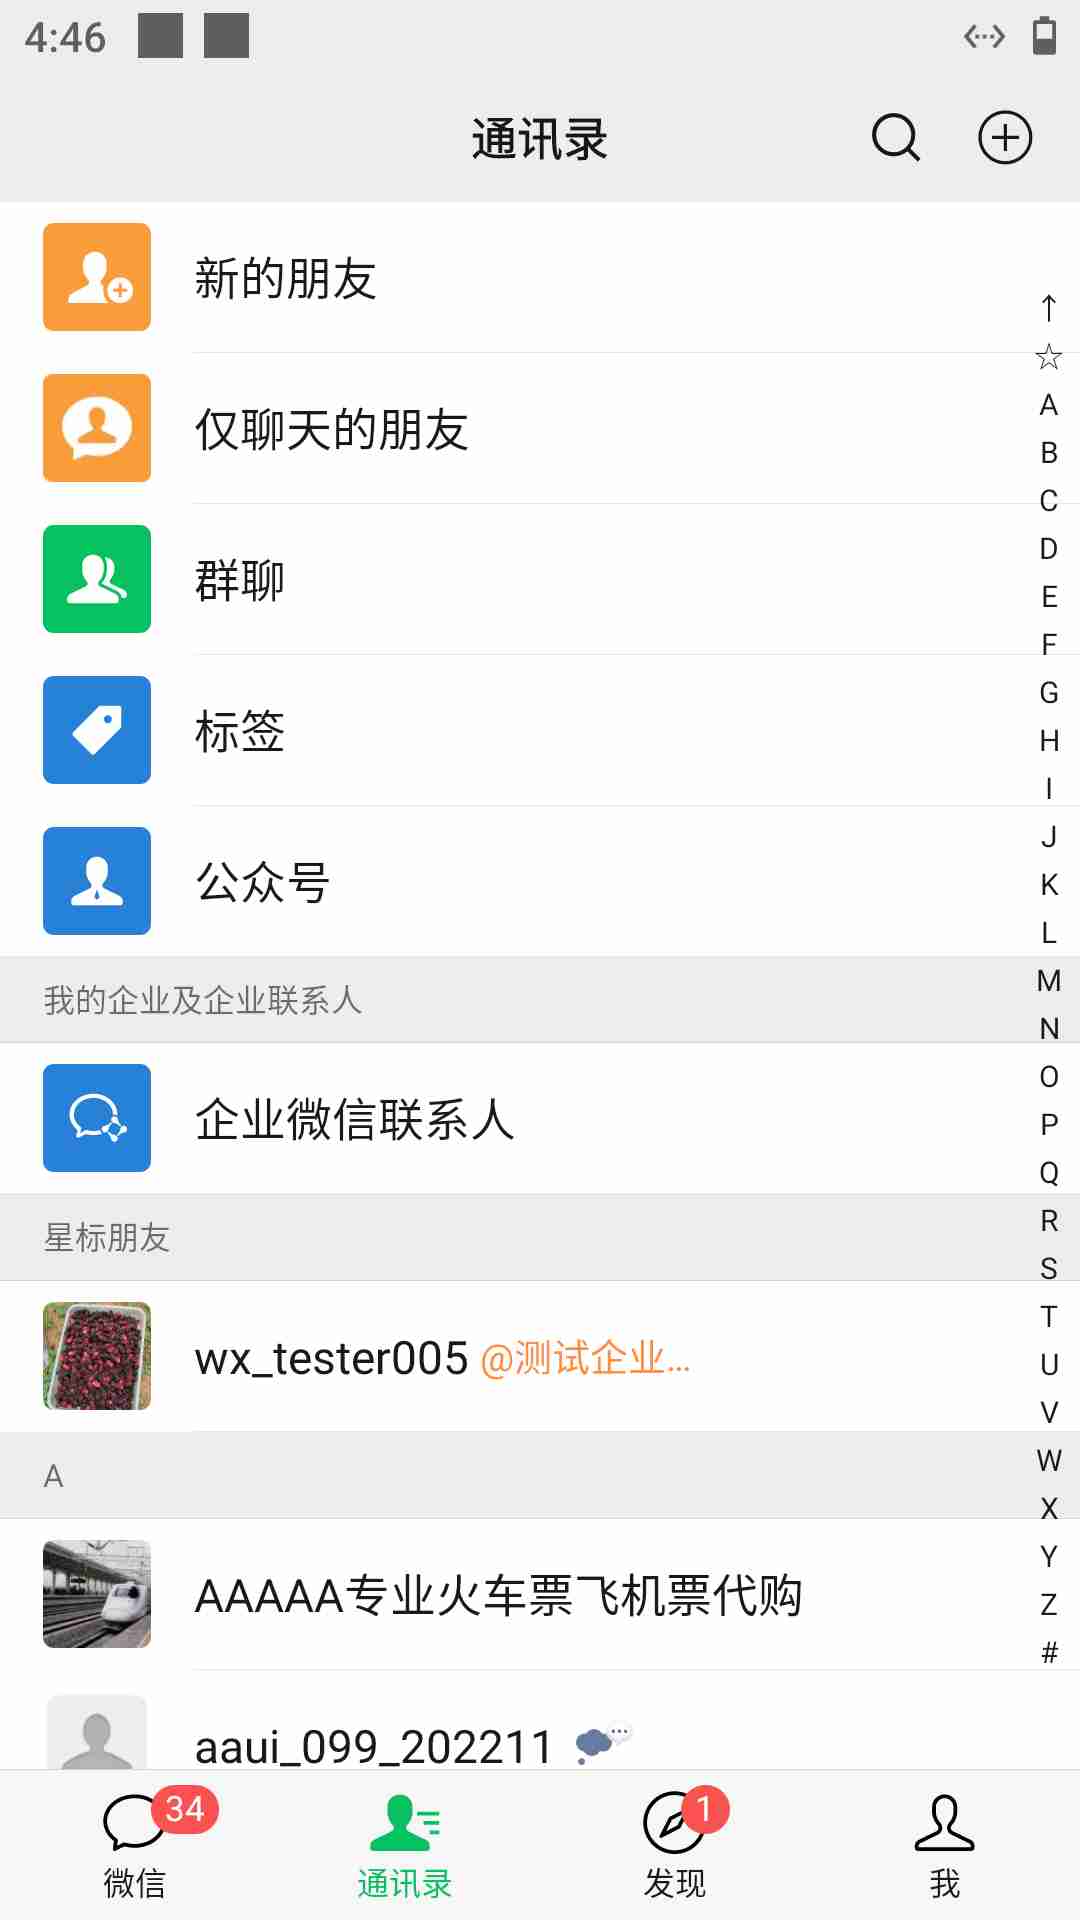 4:46
通讯录
新的朋友
仅聊天的朋友
群聊
标签
公众号
我的企业及企业联系人
企业微信联系人
星标朋友
wx_tester005 @测试企业...
A
AAAAA专业火车票飞机票代购
aaui_099_202211
↑
☆
A
B
C
D
E
F
G
H
I
J
K
L
M
N
O
P
Q
R
S
T
U
V
W
X
Y
Z
#
34
1
微信
通讯录
发现
我